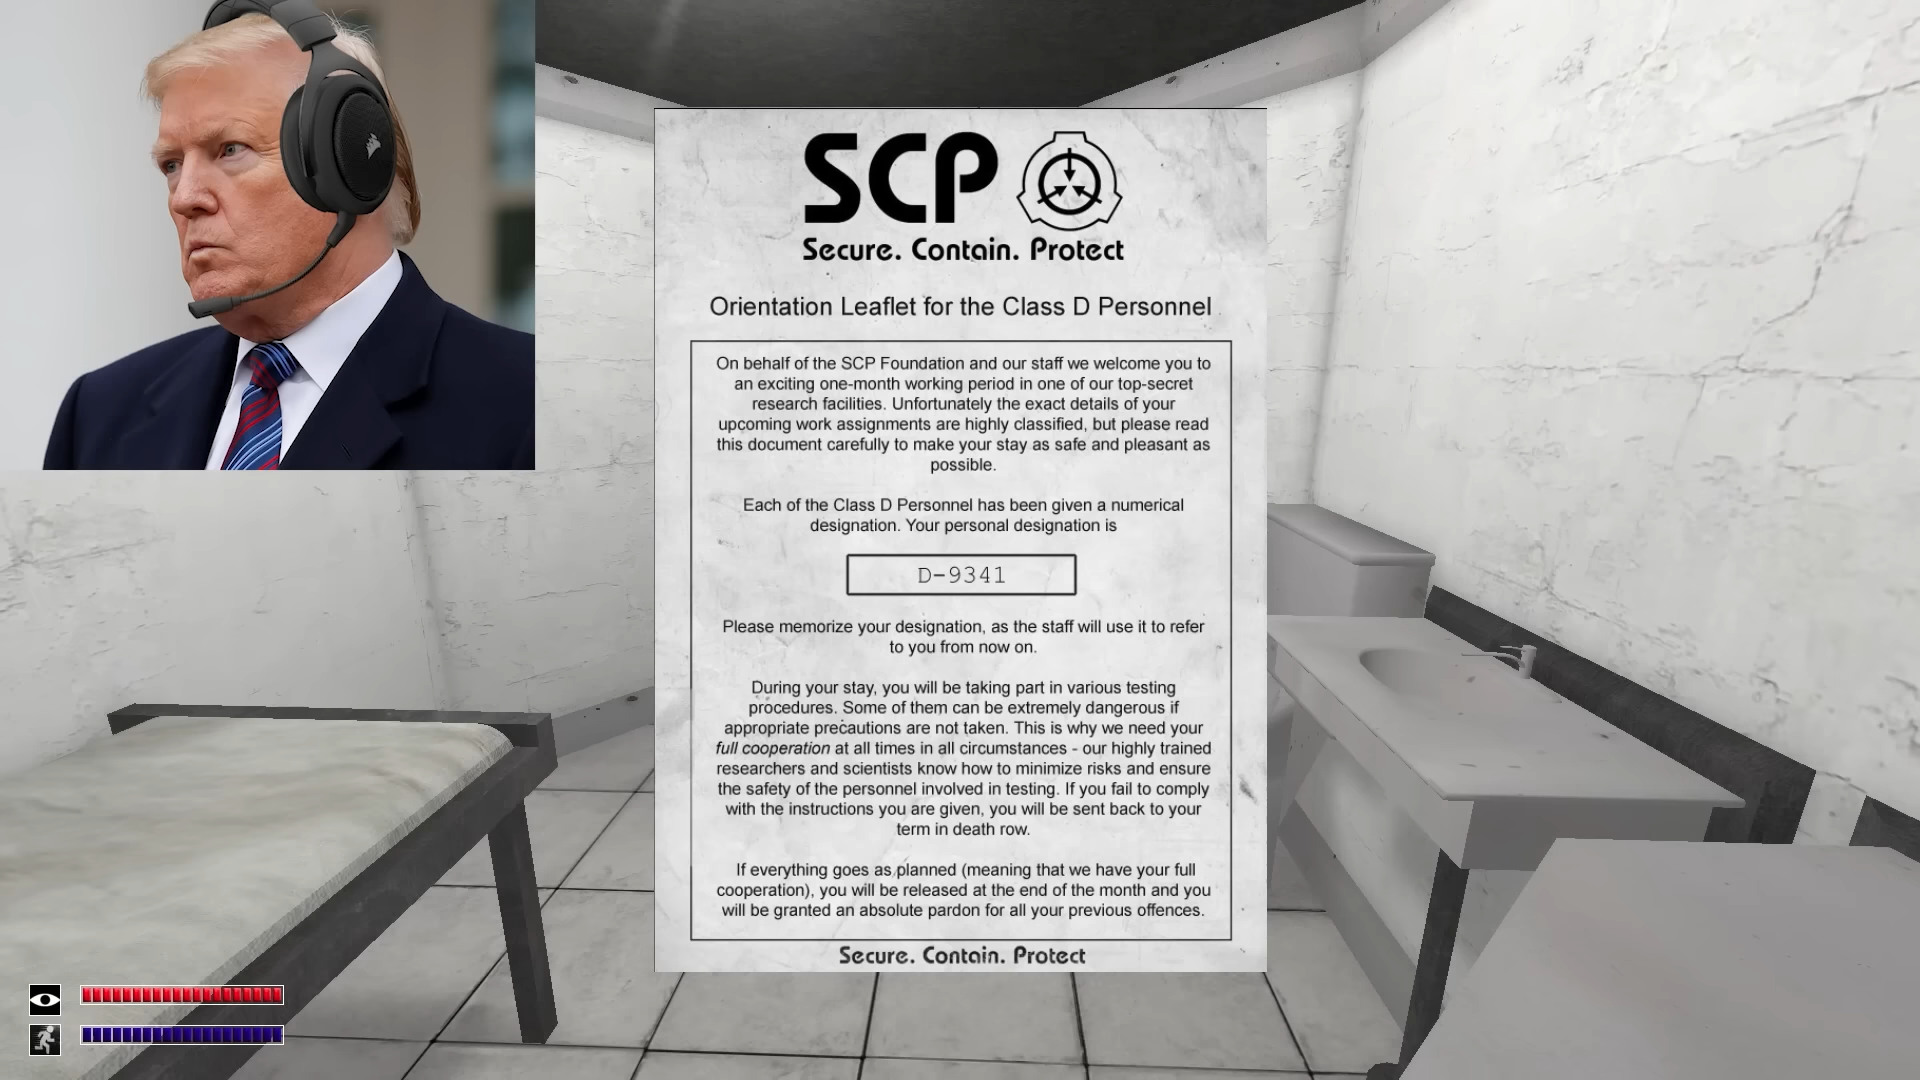 SCP
Secure. Contain. Protect
Orientation Leaflet for the Class D Personnel
On behalf of the SCP Foundation and our staff we welcome you to
an exciting one-month working period in one of our top-secret
research facilities. Unfortunately the exact details of your
upcoming work assignments are highly classified, but please read
this document carefully to make your stay as safe and pleasant as
possible.
Each of the Class D Personnel has been given a numerical
designation. Your personal designation is
D-9341
Please memorize your designation, as the staff will use it to refer
to you from now on.
During your stay, you will be taking part in various testing
procedures. Some of them can be extremely dangerous if
appropriate precautions are not taken. This is why we need your
full cooperation at all times in all circumstances - our highly trained
researchers and scientists know how to minimize risks and ensure
the safety of the personnel involved in testing. If you fail to comply
with the instructions you are given, you will be sent back to your
term in death row.
If everything goes as planned (meaning that we have your full
cooperation), you will be released at the end of the month and you
will be granted an absolute pardon for all your previous offences.
Secure. Contain. Protect